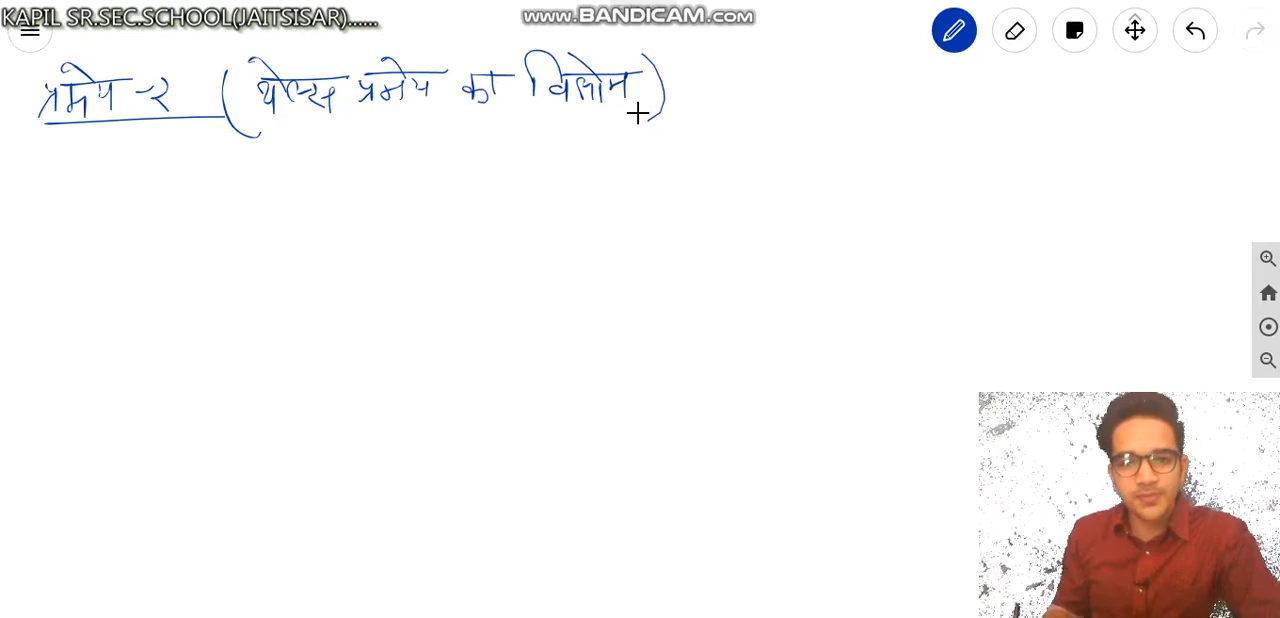 KAPIL SR.SEC.SCHOOL(JAITSISAR)......
www.BANDICAM.com
प्रमेय -2 (थेल्स प्रमेय का विलोम)